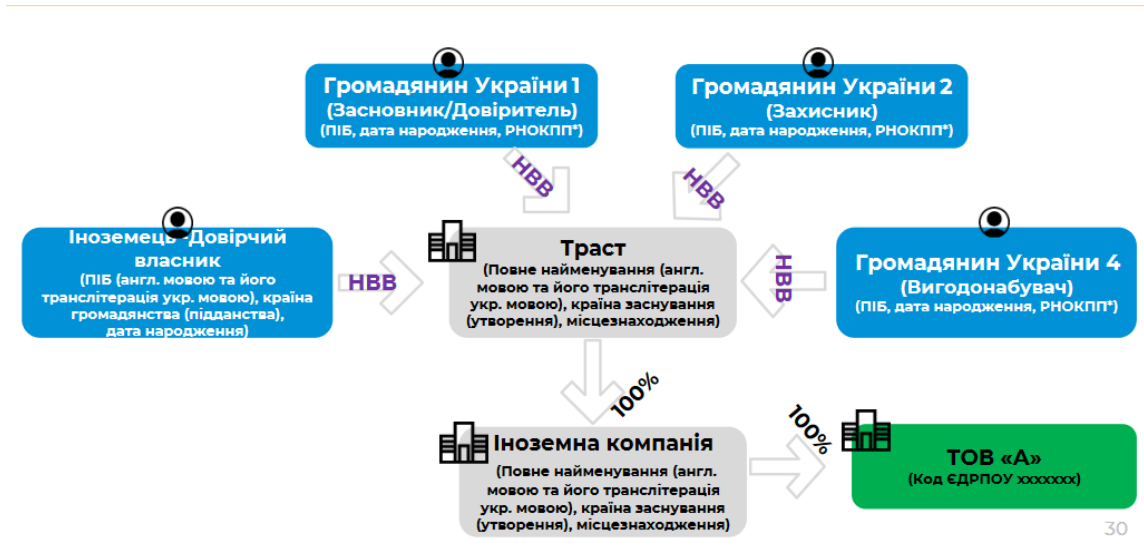 Громадянин України 1
(Засновник/Довіритель)
(ПІБ, дата народження, РНОКПП*)
Громадянин України 2
(Захисник)
(ПІБ, дата народження, РНОКПП*)
НВВ
НВВ
Іноземець Довірчий
власник
(ПІБ (англ. мовою та його
транслітерація укр. мовою), країна
громадянства (підданства),
дата народження)
НВВ
Траст
(Повне найменування (англ.
мовою та його транслітерація
укр. мовою), країна заснування
(утворення), місцезнаходження)
НВВ
Громадянин України 4
(Вигодонабувач)
(ПІБ, дата народження, РНОКПП*)
100%
Іноземна компанія
(Повне найменування (англ.
мовою та його транслітерація
укр. мовою), країна заснування
(утворення), місцезнаходження)
100%
ТОВ «А»
(Код ЄДРПОУ xxxxxxx)
30